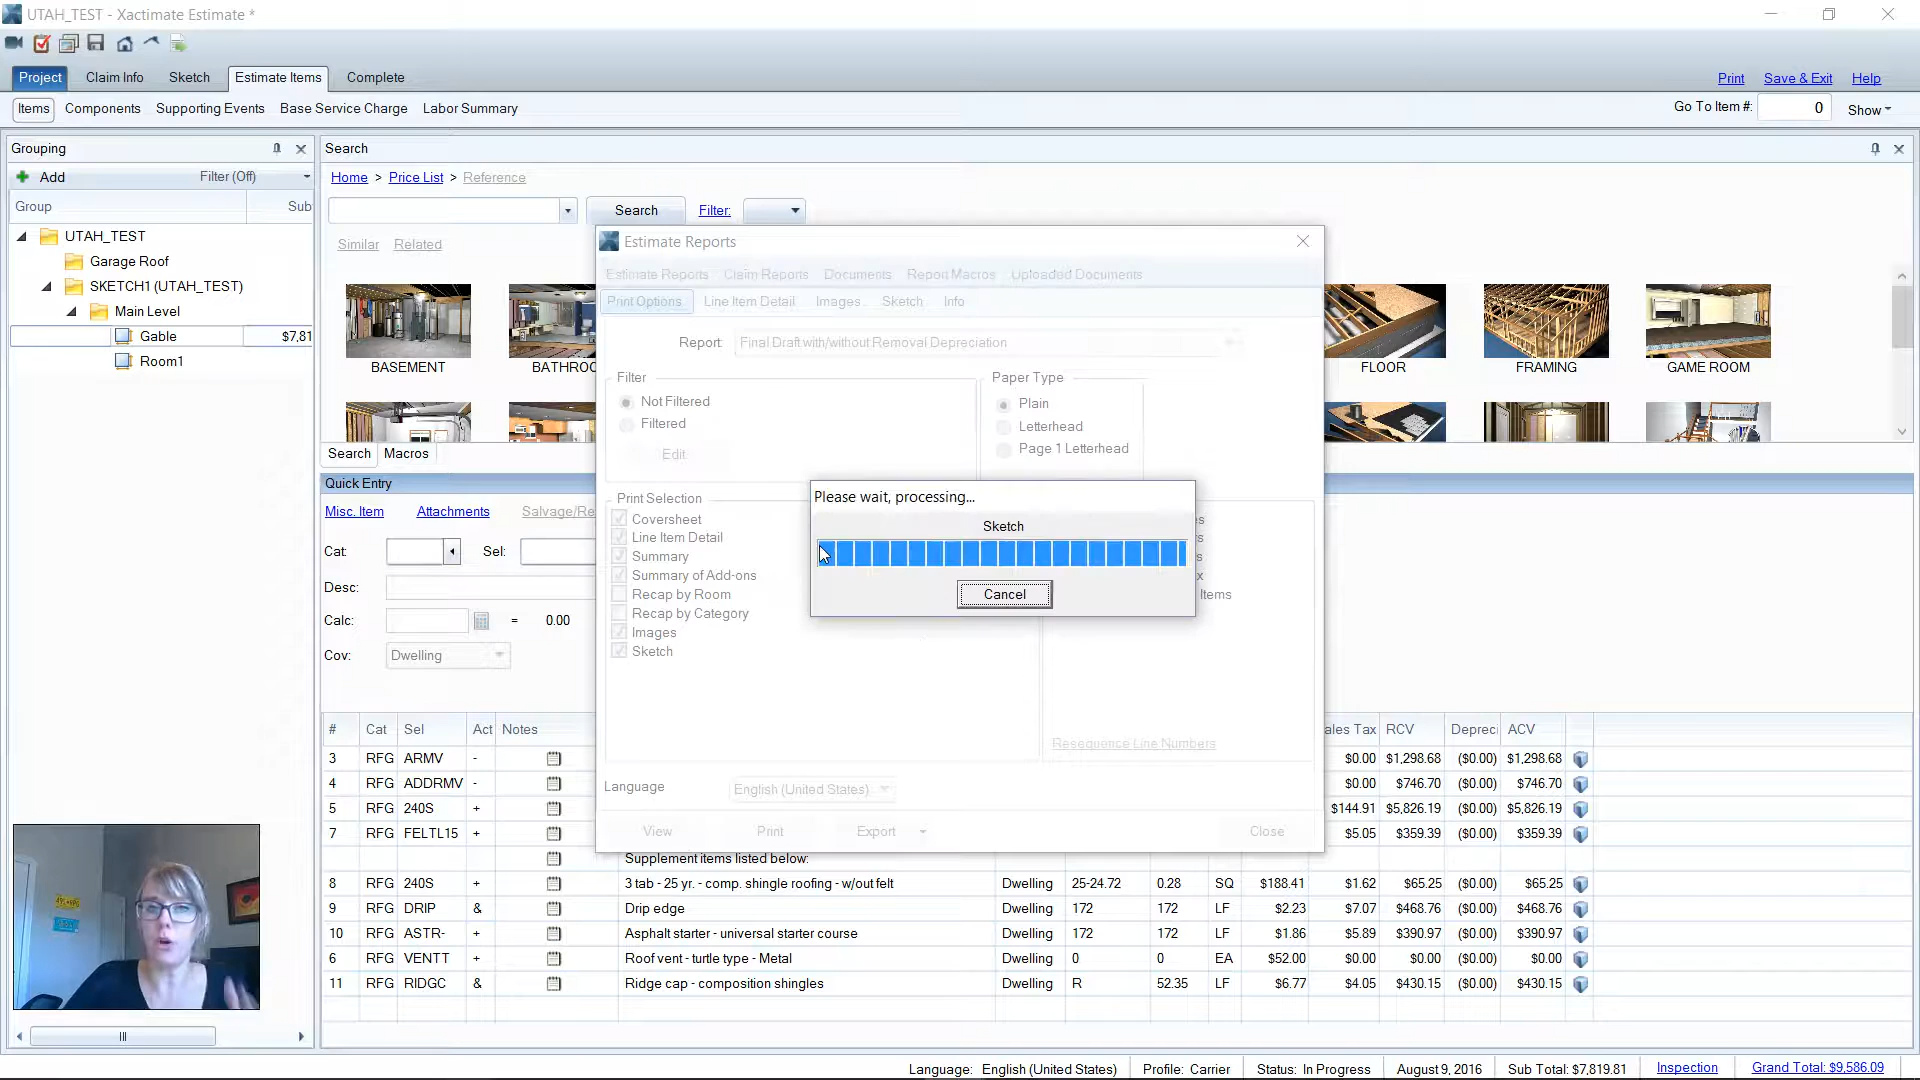 UTAH_TEST - Xactimate Estimate *
Project Claim Info Sketch Estimate Items Complete
Print Save & Exit Help
Items Components Supporting Events Base Service Charge Labor Summary
Go To Item #: 0 Show
Grouping
Search
Add Filter (Off)
Home > Price List > Reference
Group Sub
Search Filter:
UTAH_TEST
Similar Related
Garage Roof
SKETCH1 (UTAH_TEST)
Main Level
Gable $7,81
Room1
BASEMENT BATHROO FLOOR FRAMING GAME ROOM
Search Macros
Quick Entry
Misc. Item Attachments Salvage/Re
Cat: Sel:
Desc:
Calc: = 0.00
Cov: Dwelling
Estimate Reports
Estimate Reports Claim Reports Documents Report Macros Uploaded Documents
Print Options Line Item Detail Images Sketch Info
Report: Final Draft with/without Removal Depreciation
Filter
Not Filtered
Filtered
Edit
Paper Type
Plain
Letterhead
Page 1 Letterhead
Print Selection
Coversheet
Line Item Detail
Summary
Summary of Add-ons
Recap by Room
Recap by Category
Images
Sketch
Items
Resequence Line Numbers
Language English (United States)
View Print Export Close
Please wait, processing...
Sketch
Cancel
# Cat Sel Act Notes ales Tax RCV Depreci ACV
3 RFG ARMV - $0.00 $1,298.68 ($0.00) $1,298.68
4 RFG ADDRMV - $0.00 $746.70 ($0.00) $746.70
5 RFG 240S + $144.91 $5,826.19 ($0.00) $5,826.19
7 RFG FELTL15 + $5.05 $359.39 ($0.00) $359.39
Supplement items listed below:
8 RFG 240S + 3 tab - 25 yr. - comp. shingle roofing - w/out felt Dwelling 25-24.72 0.28 SQ $188.41 $1.62 $65.25 ($0.00) $65.25
9 RFG DRIP & Drip edge Dwelling 172 172 LF $2.23 $7.07 $468.76 ($0.00) $468.76
10 RFG ASTR- + Asphalt starter - universal starter course Dwelling 172 172 LF $1.86 $5.89 $390.97 ($0.00) $390.97
6 RFG VENTT + Roof vent - turtle type - Metal Dwelling 0 0 EA $52.00 $0.00 $0.00 ($0.00) $0.00
11 RFG RIDGC & Ridge cap - composition shingles Dwelling R 52.35 LF $6.77 $4.05 $430.15 ($0.00) $430.15
Language: English (United States) Profile: Carrier Status: In Progress August 9, 2016 Sub Total: $7,819.81 Inspection Grand Total: $9,586.09